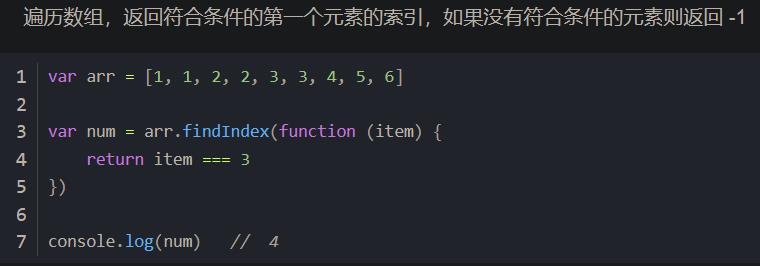 遍历数组，返回符合条件的第一个元素的索引，如果没有符合条件的元素则返回 -1
1 var arr = [1, 1, 2, 2, 3, 3, 4, 5, 6]
2
3 var num = arr.findIndex(function (item) {
4     return item === 3
5 })
6
7 console.log(num)   //  4